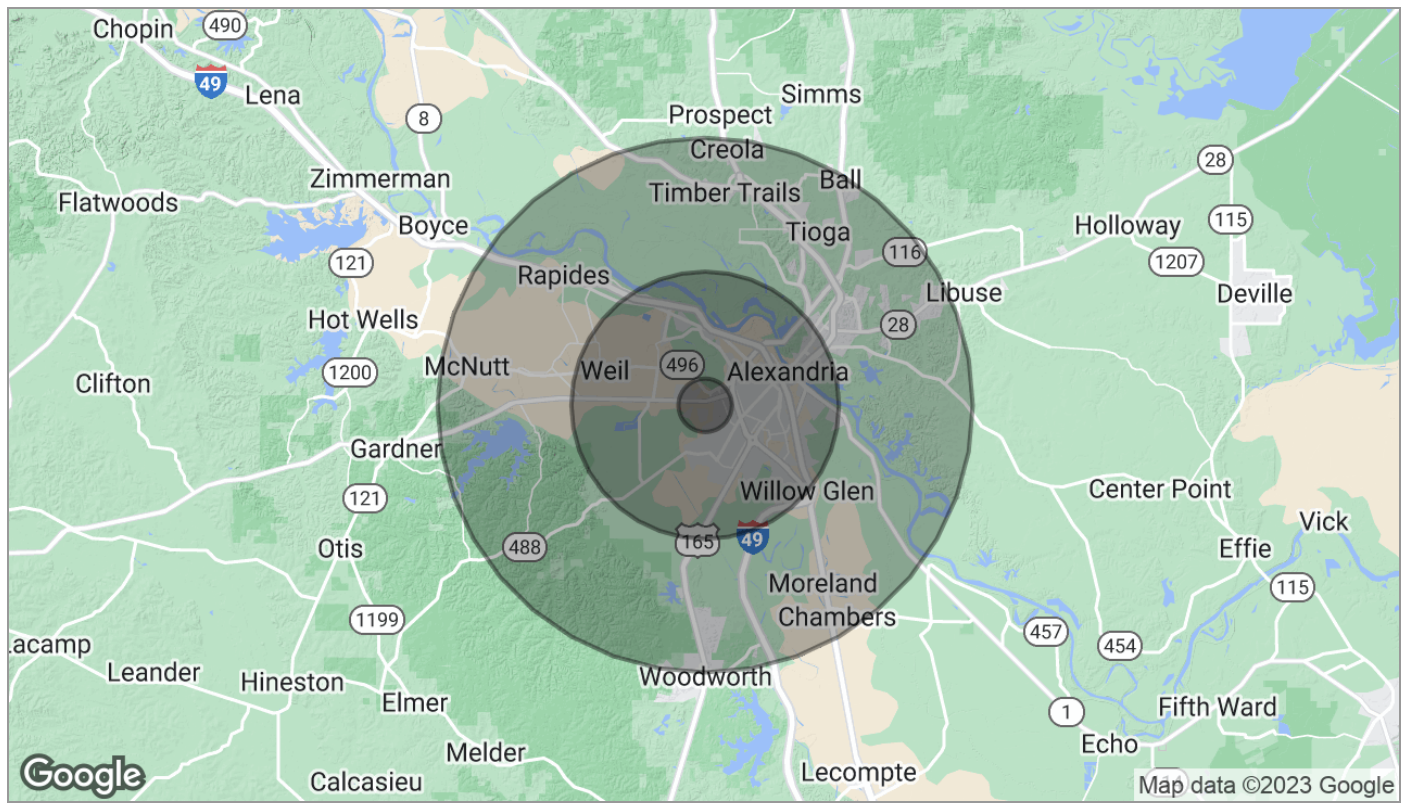 Chopin
490
49
Lena
8
Simms
Prospect
Creola
28
Zimmerman
Ball
Flatwoods
Timber Trails
115
Boyce
Holloway
Tioga
116
121
1207
Rapides
Libuse
Deville
Hot Wells
28
McNutt
Weil
496
Alexandria
1200
Clifton
Gardner
Center Point
121
Willow Glen
Vick
165
49
488
Otis
Effie
Moreland
115
Chambers
1199
457
454
acamp
Leander
Woodworth
Hineston
Elmer
1
Fifth Ward
Echo
Melder
Google
Calcasieu
Lecompte
Map data ©2023 Google